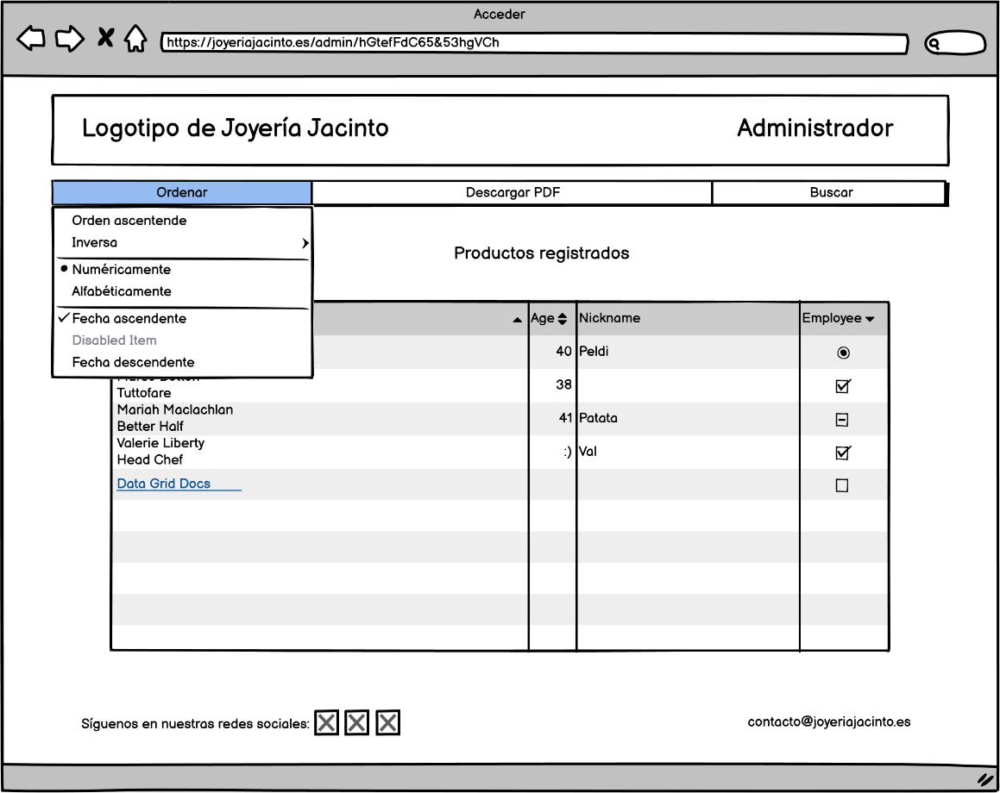 Acceder
https://joyeriajacinto.es/admin/hGtefFdC65&53hgVCh
Logotipo de Joyería Jacinto Administrador
Ordenar Descargar PDF Buscar
Orden ascentende
Inversa
Productos registrados
Numéricamente
Alfabéticamente
Fecha ascendente
Disabled Item
Fecha descendente
Age Nickname Employee
40 Peldi
38
Tuttofare
Mariah Maclachlan
41 Patata
Better Half
Valerie Liberty
:) Val
Head Chef
Data Grid Docs
Síguenos en nuestras redes sociales: contacto@joyeriajacinto.es